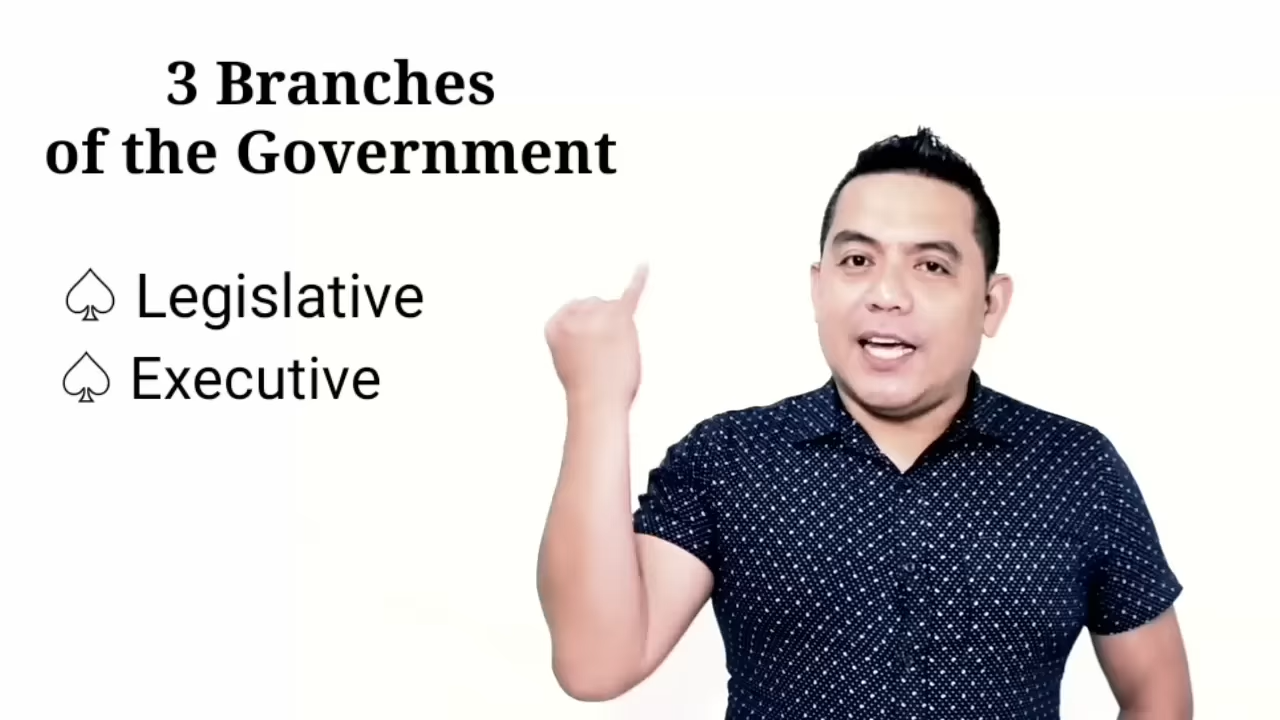 3 Branches
of the Government
♤ Legislative
♤ Executive